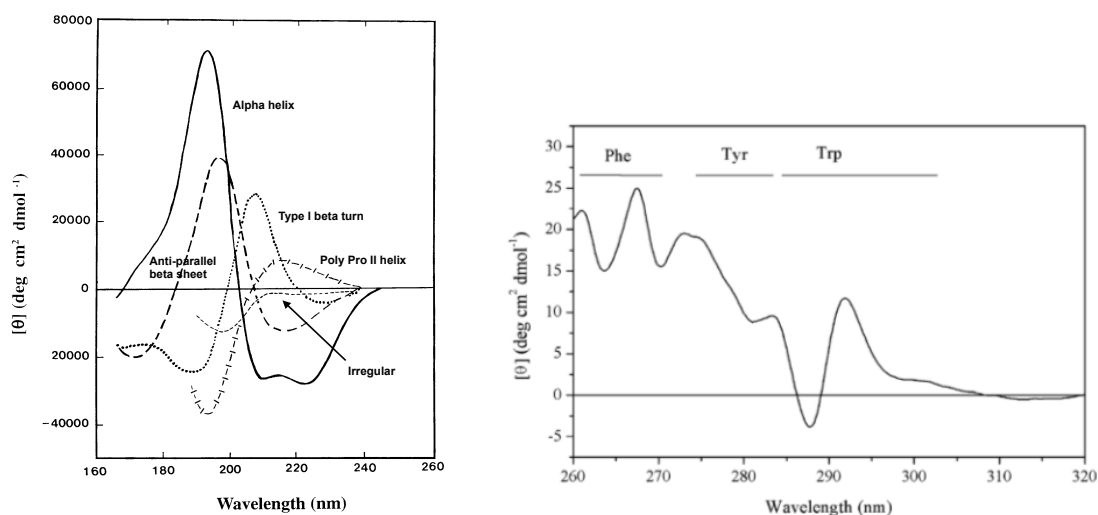 80000
60000
40000
20000
0
20000
−40000
160
180
200
220
240
260
[θ] (deg cm² dmol ⁻¹)
Wavelength (nm)
Alpha helix
Type I beta turn
Anti-parallel
beta sheet
Poly Pro II helix
Irregular
30
25
20
15
10
5
0
-5
260
270
280
290
300
310
320
[θ] (deg cm² dmol⁻¹)
Wavelength (nm)
Phe
Tyr
Trp